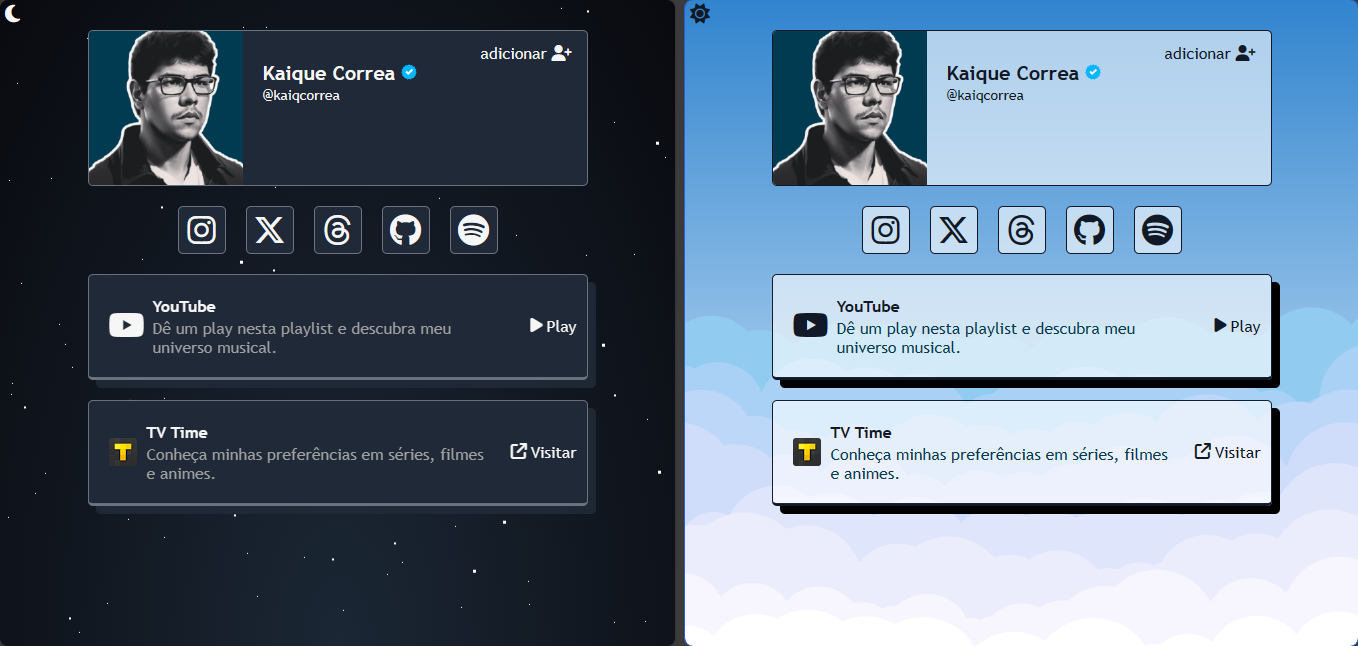 adicionar
Kaique Correa
@kaiqcorrea
YouTube
Dê um play nesta playlist e descubra meu
universo musical.
Play
TV Time
Conheça minhas preferências em séries, filmes
e animes.
Visitar
adicionar
Kaique Correa
@kaiqcorrea
YouTube
Dê um play nesta playlist e descubra meu
universo musical.
Play
TV Time
Conheça minhas preferências em séries, filmes
e animes.
Visitar